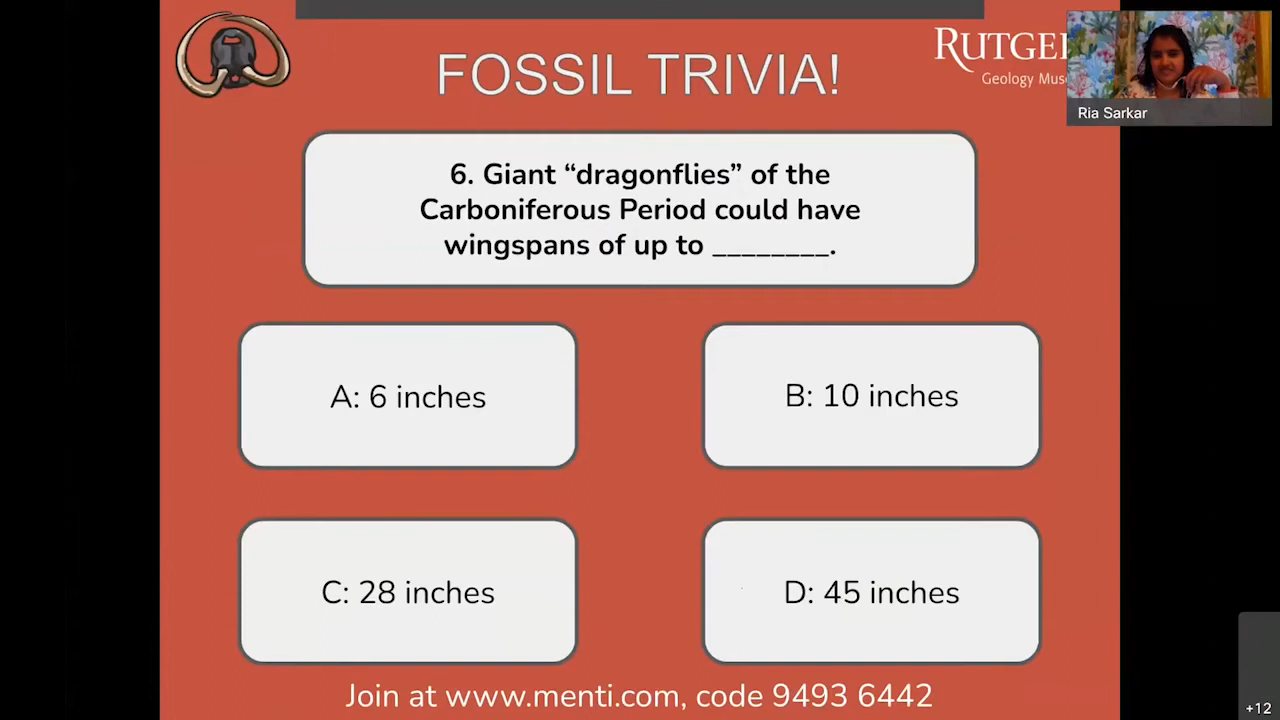 FOSSIL TRIVIA!
RUTGE
Geology Mus
Ria Sarkar
6. Giant “dragonflies” of the
Carboniferous Period could have
wingspans of up to ________.
A: 6 inches
B: 10 inches
C: 28 inches
D: 45 inches
Join at www.menti.com, code 9493 6442
+12